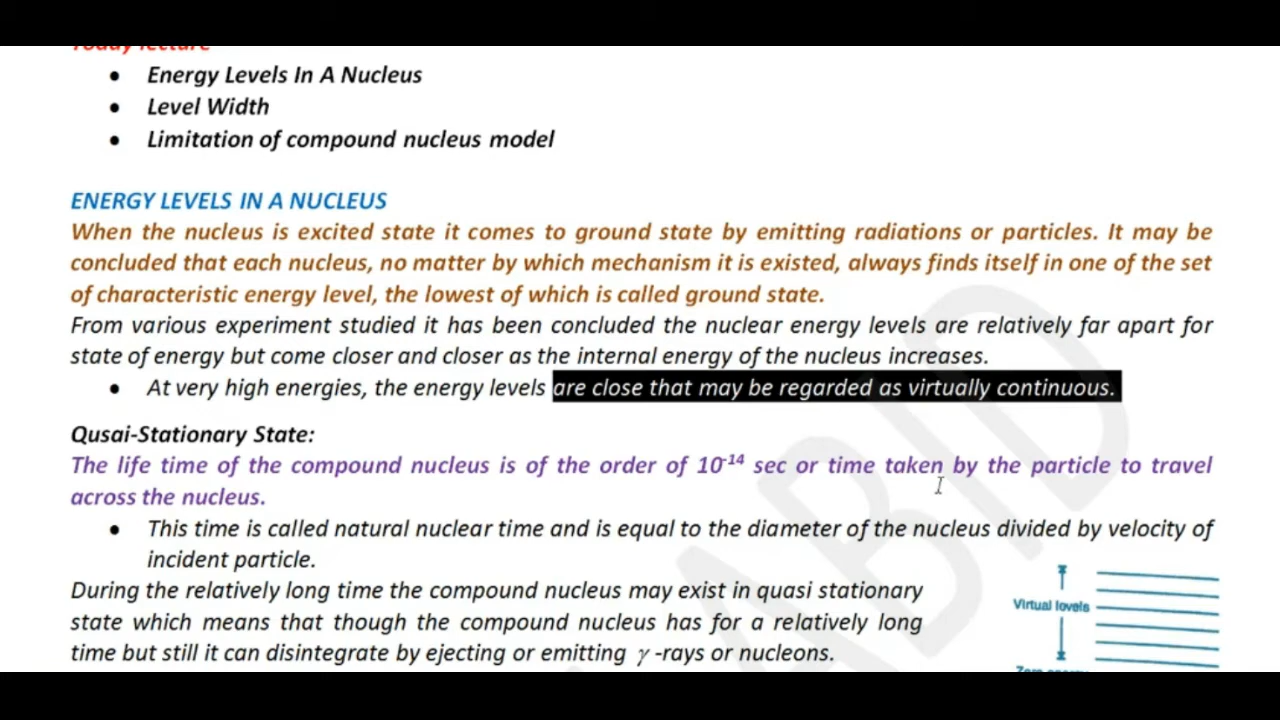 Today lecture
• Energy Levels In A Nucleus
• Level Width
• Limitation of compound nucleus model
ENERGY LEVELS IN A NUCLEUS
When the nucleus is excited state it comes to ground state by emitting radiations or particles. It may be
concluded that each nucleus, no matter by which mechanism it is existed, always finds itself in one of the set
of characteristic energy level, the lowest of which is called ground state.
From various experiment studied it has been concluded the nuclear energy levels are relatively far apart for
state of energy but come closer and closer as the internal energy of the nucleus increases.
• At very high energies, the energy levels are close that may be regarded as virtually continuous.
Qusai-Stationary State:
The life time of the compound nucleus is of the order of 10⁻¹⁴ sec or time taken by the particle to travel
across the nucleus.
• This time is called natural nuclear time and is equal to the diameter of the nucleus divided by velocity of
incident particle.
During the relatively long time the compound nucleus may exist in quasi stationary
state which means that though the compound nucleus has for a relatively long
time but still it can disintegrate by ejecting or emitting γ -rays or nucleons.
Virtual levels